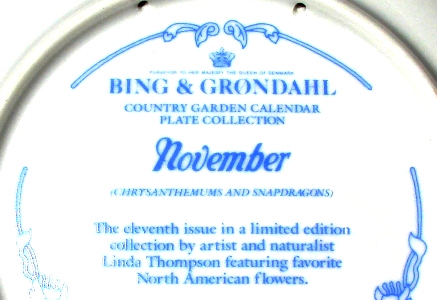 PURVEYOR TO HER MAJESTY THE QUEEN OF DENMARK
BING & GRØNDAHL
COUNTRY GARDEN CALENDAR
PLATE COLLECTION
November
(CHRYSANTHEMUMS AND SNAPDRAGONS)
The eleventh issue in a limited edition
collection by artist and naturalist
Linda Thompson featuring favorite
North American flowers.